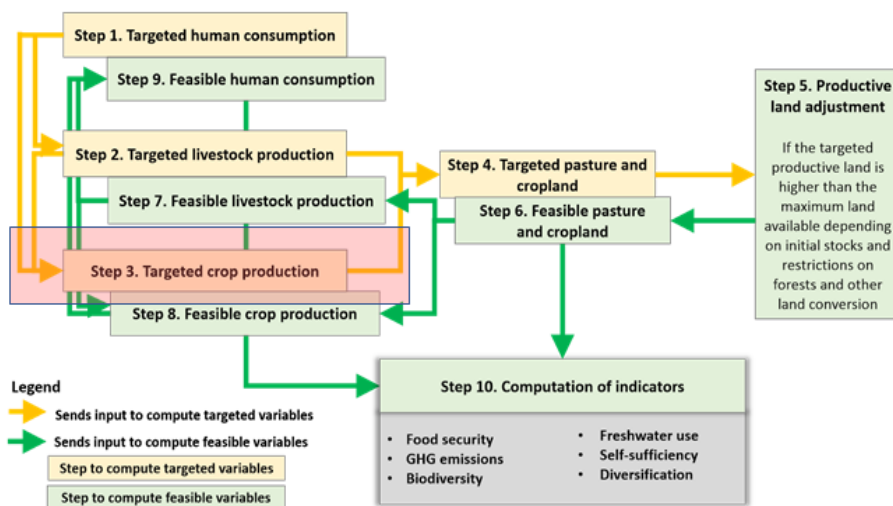 Step 1. Targeted human consumption
Step 9. Feasible human consumption
Step 2. Targeted livestock production
Step 7. Feasible livestock production
Step 3. Targeted crop production
Step 8. Feasible crop production
Step 4. Targeted pasture and
cropland
Step 6. Feasible pasture
and cropland
Step 5. Productive
land adjustment
If the targeted
productive land is
higher than the
maximum land
available depending
on initial stocks and
restrictions on
forests and other
land conversion
Step 10. Computation of indicators
• Food security
• GHG emissions
• Biodiversity
• Freshwater use
• Self-sufficiency
• Diversification
Legend
Sends input to compute targeted variables
Sends input to compute feasible variables
Step to compute targeted variables
Step to compute feasible variables